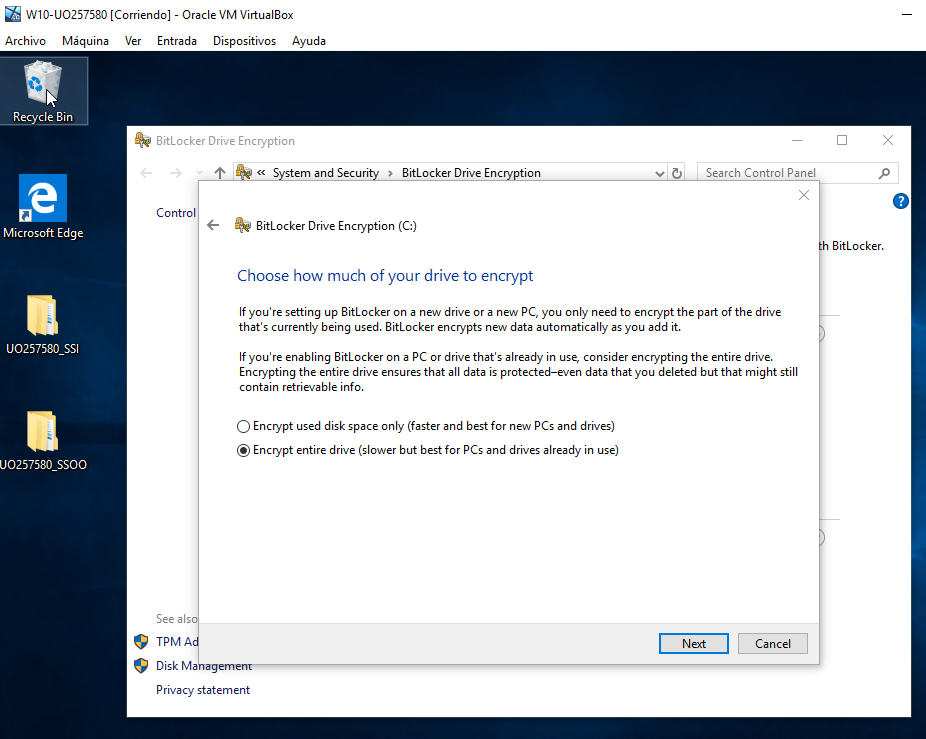 W10-UO257580 [Corriendo] - Oracle VM VirtualBox
Archivo Máquina Ver Entrada Dispositivos Ayuda
Recycle Bin
Microsoft Edge
UO257580_SSI
UO257580_SSOO
BitLocker Drive Encryption
« System and Security > BitLocker Drive Encryption
Search Control Panel
Control
th BitLocker.
BitLocker Drive Encryption (C:)
Choose how much of your drive to encrypt
If you're setting up BitLocker on a new drive or a new PC, you only need to encrypt the part of the drive
that's currently being used. BitLocker encrypts new data automatically as you add it.
If you're enabling BitLocker on a PC or drive that's already in use, consider encrypting the entire drive.
Encrypting the entire drive ensures that all data is protected–even data that you deleted but that might still
contain retrievable info.
Encrypt used disk space only (faster and best for new PCs and drives)
Encrypt entire drive (slower but best for PCs and drives already in use)
Next
Cancel
See also
TPM Ad
Disk Management
Privacy statement